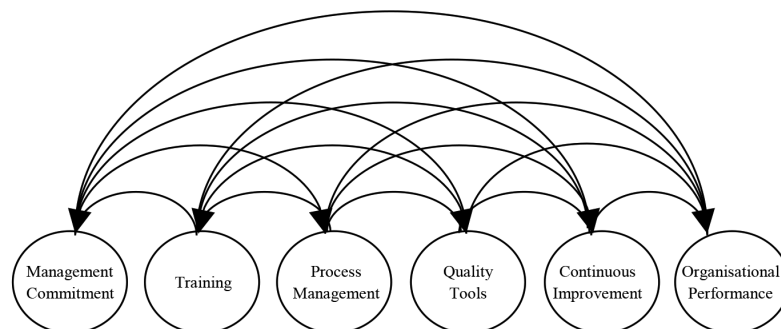 Management
Commitment
Training
Process
Management
Quality
Tools
Continuous
Improvement
Organisational
Performance